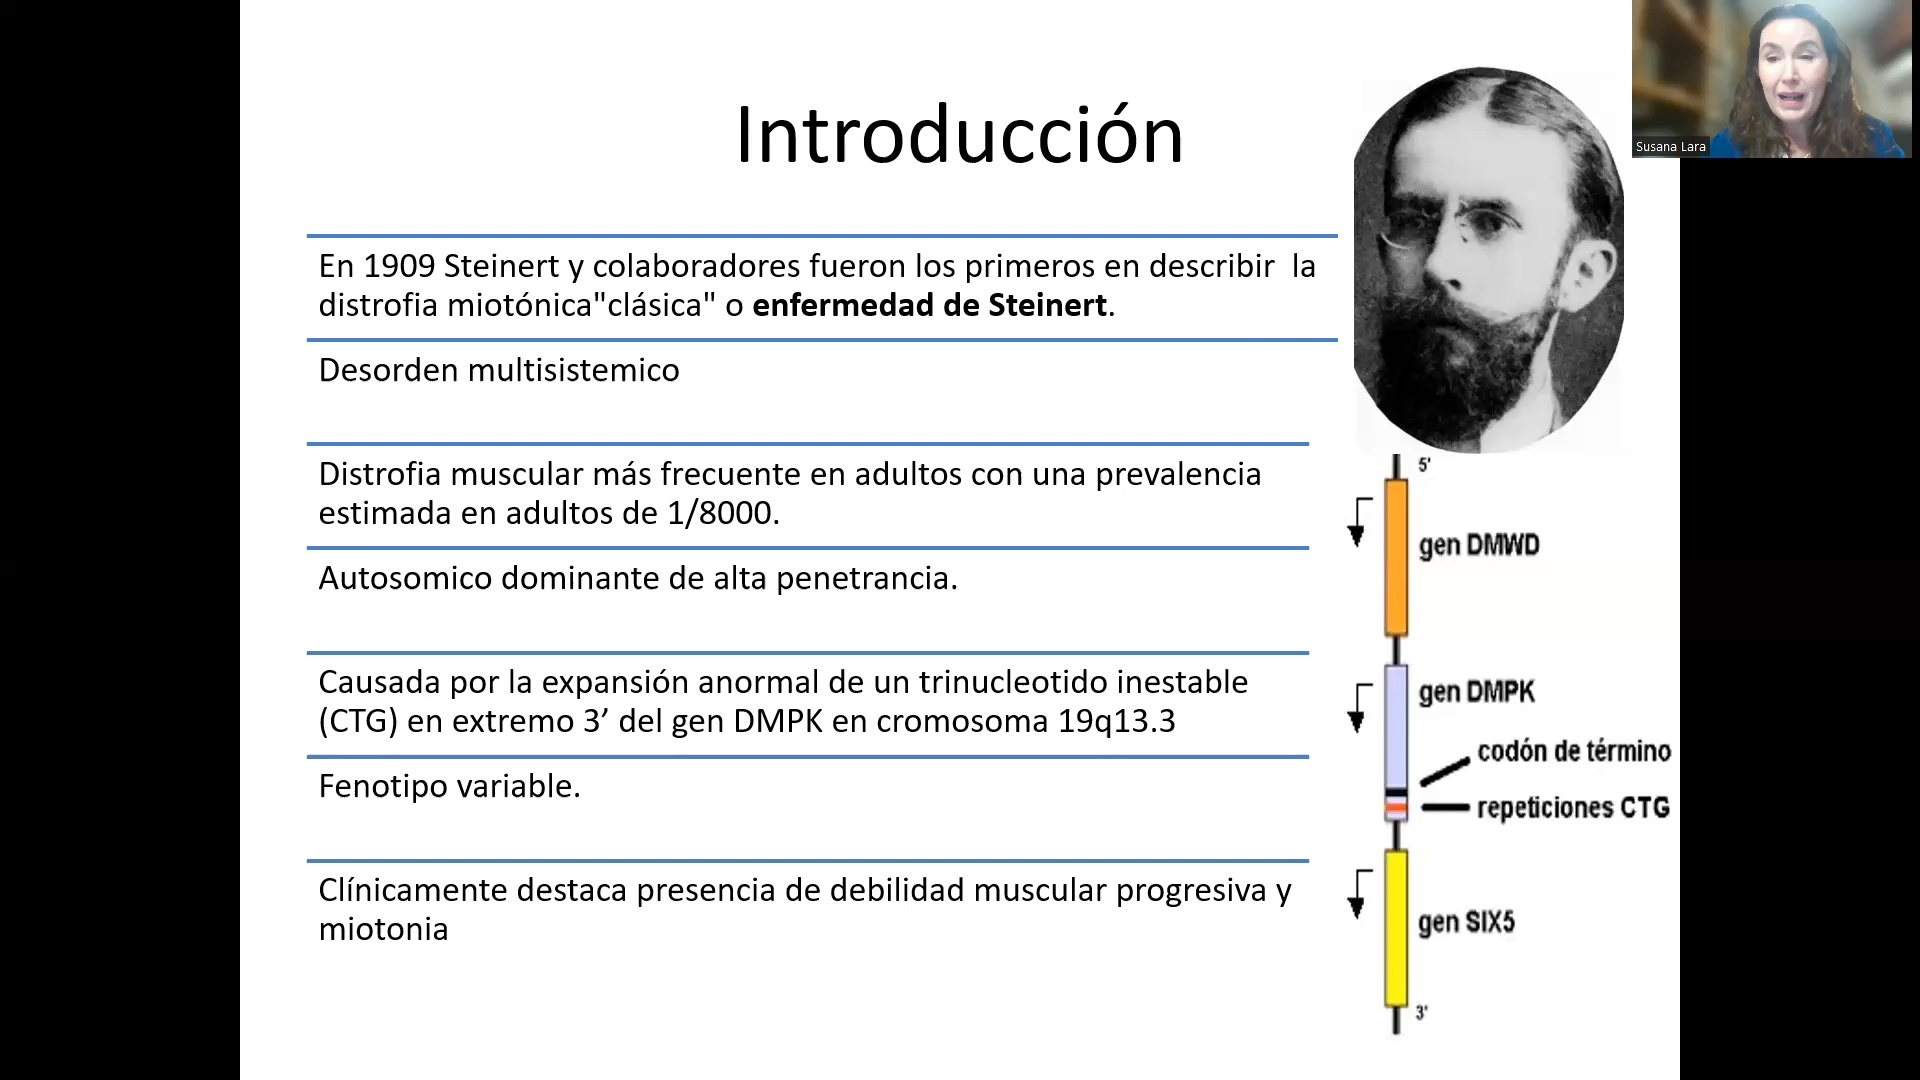 Introducción
Susana Lara
En 1909 Steinert y colaboradores fueron los primeros en describir  la
distrofia miotónica"clásica" o enfermedad de Steinert.
Desorden multisistemico
Distrofia muscular más frecuente en adultos con una prevalencia
estimada en adultos de 1/8000.
Autosomico dominante de alta penetrancia.
Causada por la expansión anormal de un trinucleotido inestable
(CTG) en extremo 3’ del gen DMPK en cromosoma 19q13.3
Fenotipo variable.
Clínicamente destaca presencia de debilidad muscular progresiva y
miotonia
5'
gen DMWD
gen DMPK
codón de término
repeticiones CTG
gen SIX5
3'